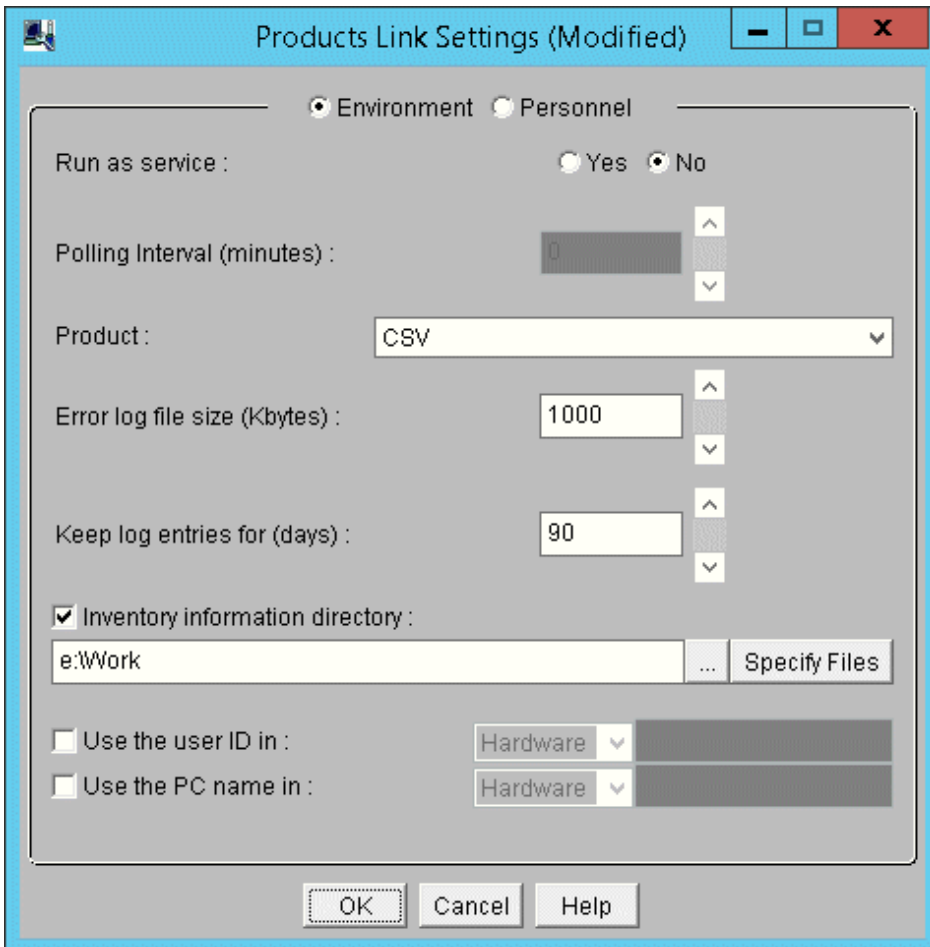 Products Link Settings (Modified)
Environment Personnel
Run as service : Yes No
Polling Interval (minutes) : 0
Product : CSV
Error log file size (Kbytes) : 1000
Keep log entries for (days) : 90
Inventory information directory :
e:\Work ... Specify Files
Use the user ID in : Hardware
Use the PC name in : Hardware
OK Cancel Help